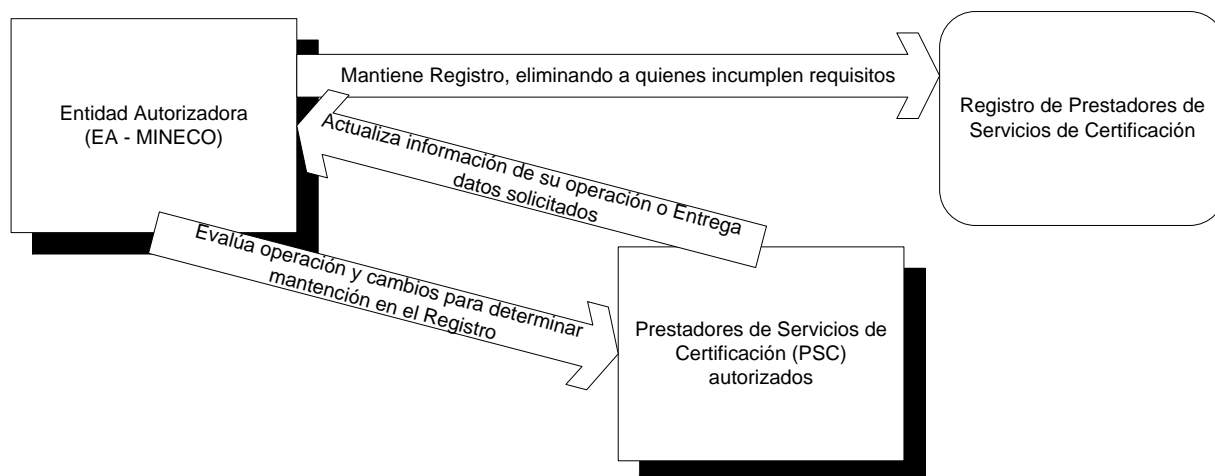 Entidad Autorizadora
(EA - MINECO)
Mantiene Registro, eliminando a quienes incumplen requisitos
Registro de Prestadores de
Servicios de Certificación
Actualiza información de su operación o Entrega
datos solicitados
Evalúa operación y cambios para determinar
mantención en el Registro
Prestadores de Servicios de
Certificación (PSC)
autorizados